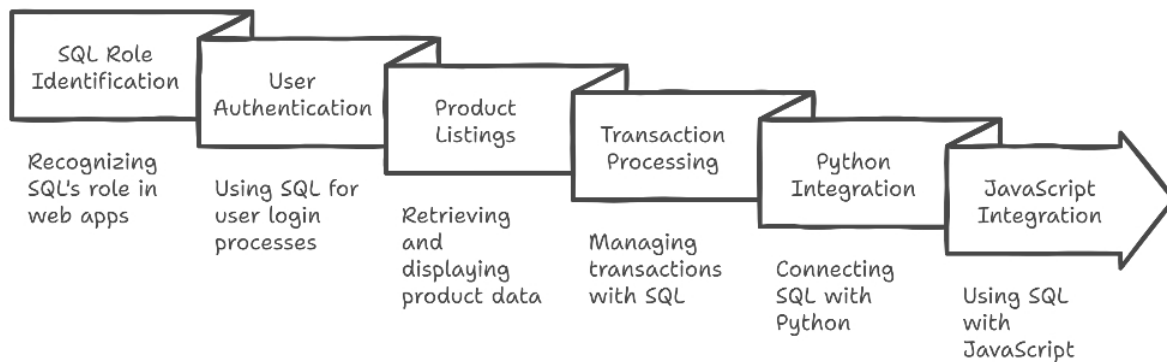 SQL Role
Identification
Recognizing
SQL's role in
web apps
User
Authentication
Using SQL for
user login
processes
Product
Listings
Retrieving
and
displaying
product data
Transaction
Processing
Managing
transactions
with SQL
Python
Integration
Connecting
SQL with
Python
JavaScript
Integration
Using SQL
with
JavaScript